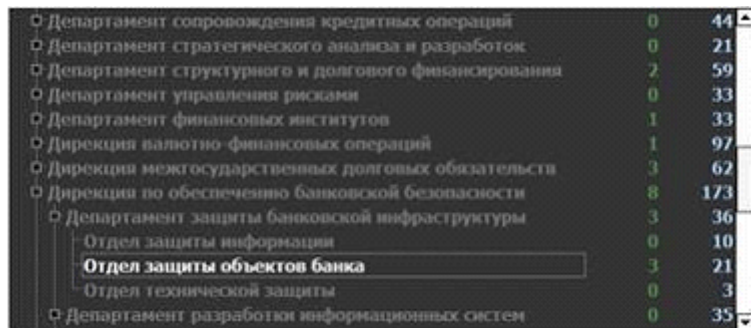 Департамент сопровождения кредитных операций 0 44
Департамент стратегического анализа и разработок 0 21
Департамент структурного и долгового финансирования 2 59
Департамент управления рисками 0 33
Департамент финансовых институтов 1 33
Дирекция валютно-финансовых операций 1 97
Дирекция межгосударственных долговых обязательств 3 62
Дирекция по обеспечению банковской безопасности 8 173
Департамент защиты банковской инфраструктуры 3 36
Отдел защиты информации 0 10
Отдел защиты объектов банка 3 21
Отдел технической защиты 0 3
Департамент разработки информационных систем 0 35